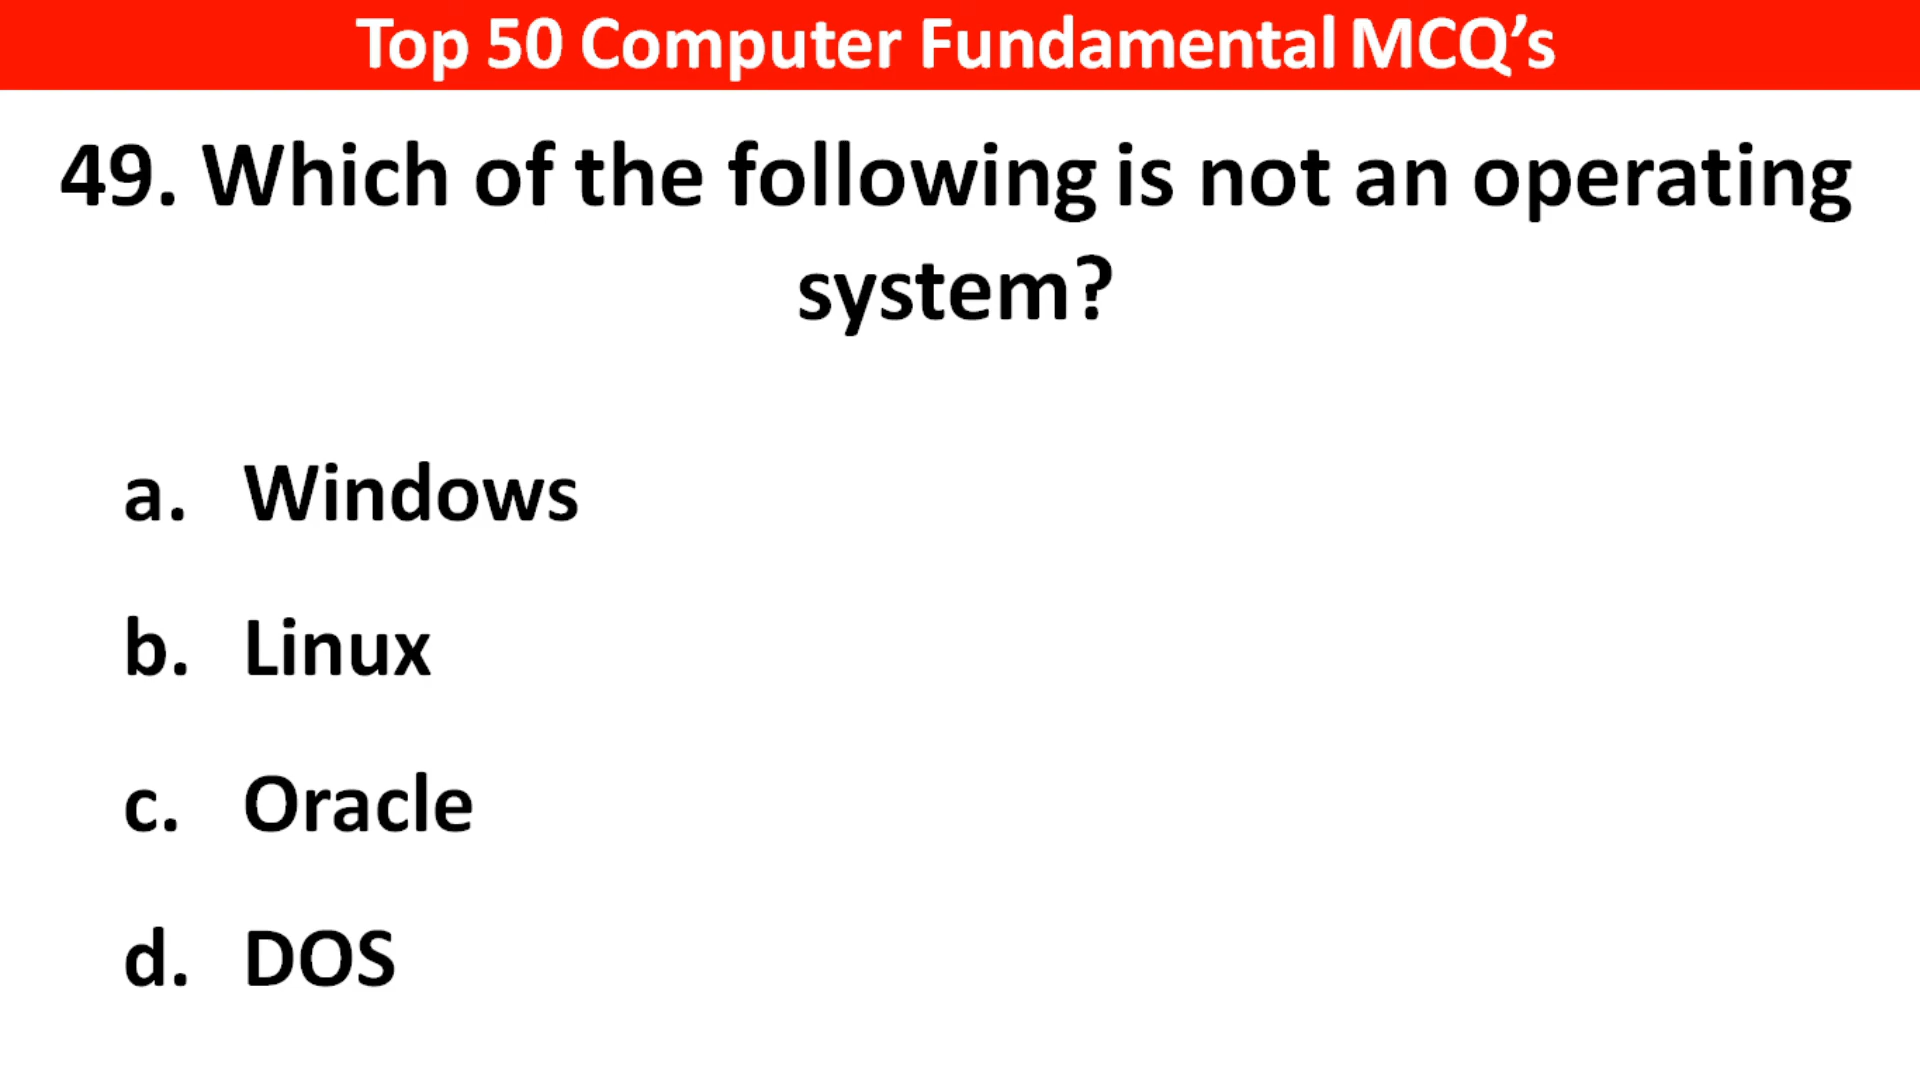 Top 50 Computer Fundamental MCQ’s
49. Which of the following is not an operating
system?
a. Windows
b. Linux
c. Oracle
d. DOS